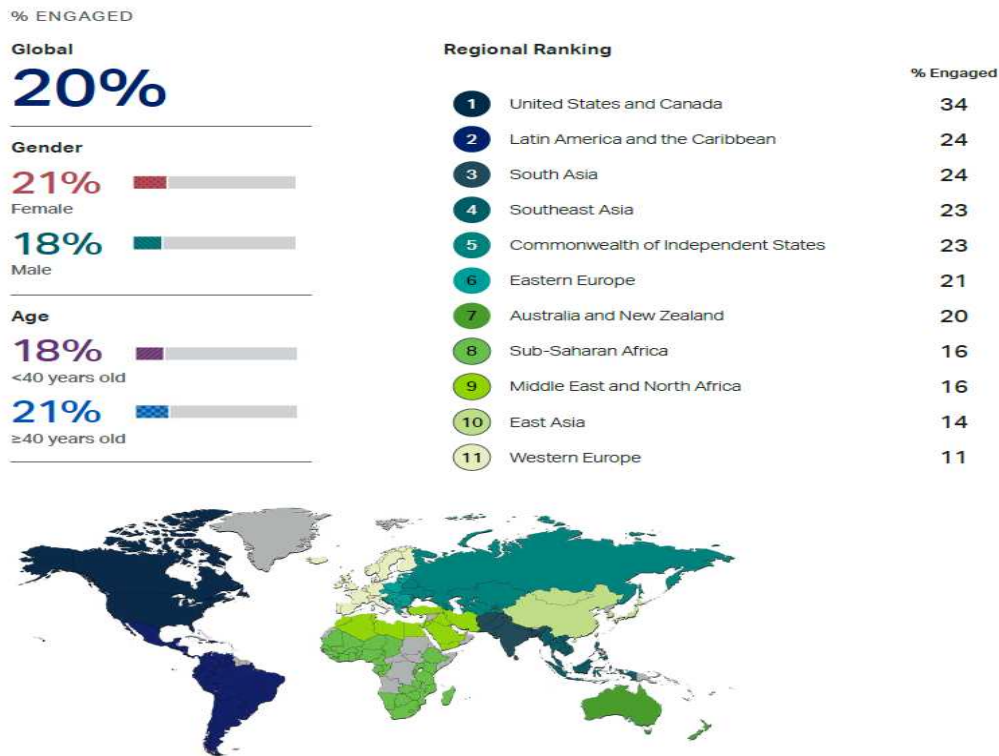 % ENGAGED
Global
20%
Gender
21%
Female
18%
Male
Age
18%
<40 years old
21%
≥40 years old
Regional Ranking
% Engaged
1 United States and Canada 34
2 Latin America and the Caribbean 24
3 South Asia 24
4 Southeast Asia 23
5 Commonwealth of Independent States 23
6 Eastern Europe 21
7 Australia and New Zealand 20
8 Sub-Saharan Africa 16
9 Middle East and North Africa 16
10 East Asia 14
11 Western Europe 11